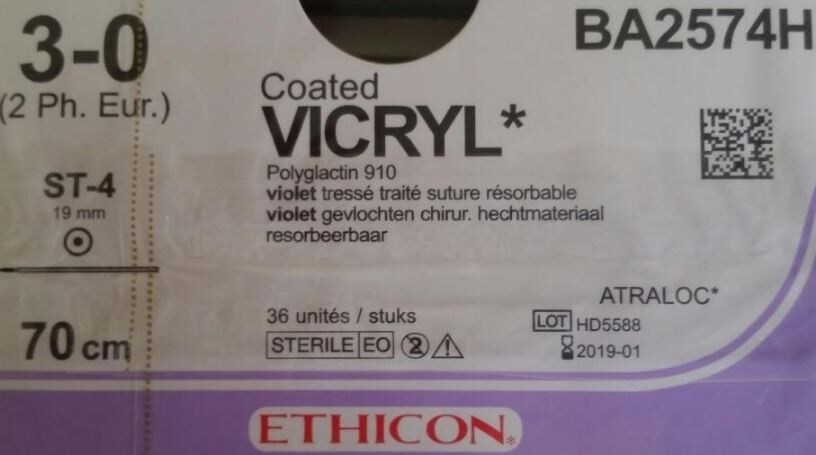 3-0
(2 Ph. Eur.)
ST-4
19 mm
70 cm
BA2574H
Coated
VICRYL*
Polyglactin 910
violet tressé traité suture résorbable
violet gevlochten chirur. hechtmateriaal
resorbeerbaar
36 unités / stuks
STERILE EO 2
ATRALOC*
LOT HD5588
2019-01
ETHICON*